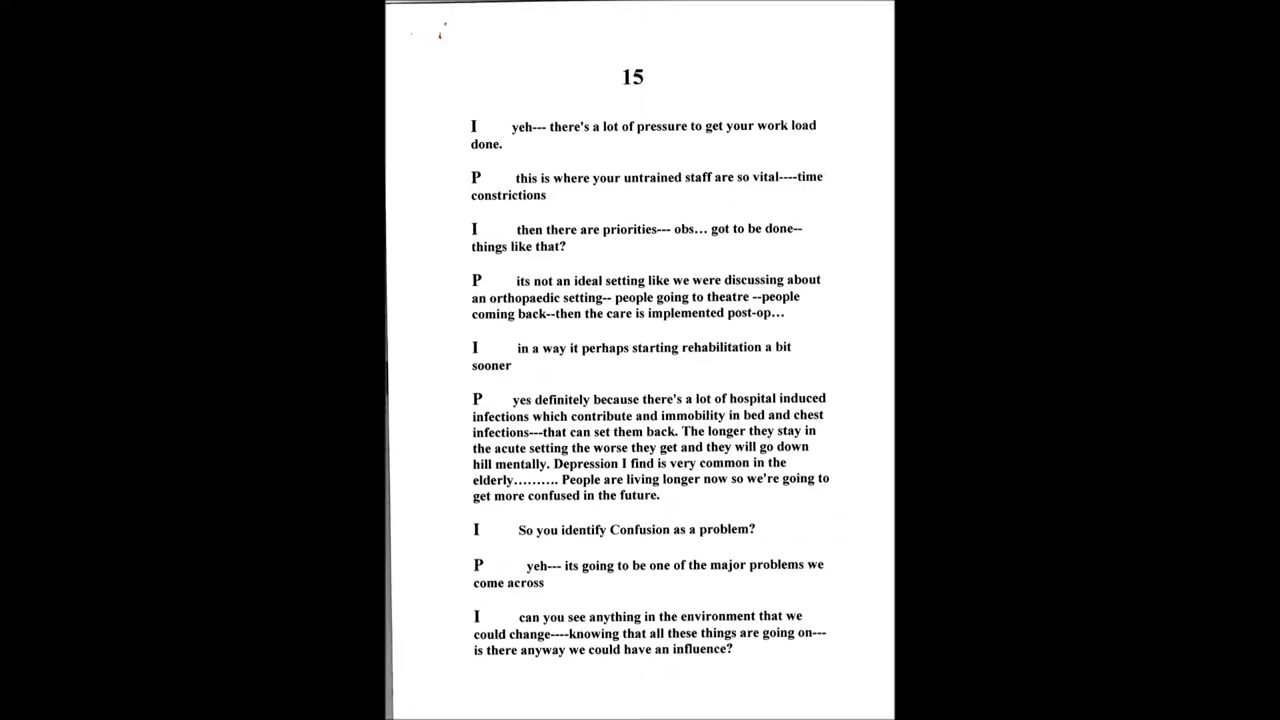 15
I yeh--- there's a lot of pressure to get your work load
done.
P this is where your untrained staff are so vital----time
constrictions
I then there are priorities--- obs… got to be done--
things like that?
P its not an ideal setting like we were discussing about
an orthopaedic setting-- people going to theatre --people
coming back--then the care is implemented post-op…
I in a way it perhaps starting rehabilitation a bit
sooner
P yes definitely because there's a lot of hospital induced
infections which contribute and immobility in bed and chest
infections---that can set them back. The longer they stay in
the acute setting the worse they get and they will go down
hill mentally. Depression I find is very common in the
elderly………. People are living longer now so we're going to
get more confused in the future.
I So you identify Confusion as a problem?
P yeh--- its going to be one of the major problems we
come across
I can you see anything in the environment that we
could change----knowing that all these things are going on---
is there anyway we could have an influence?